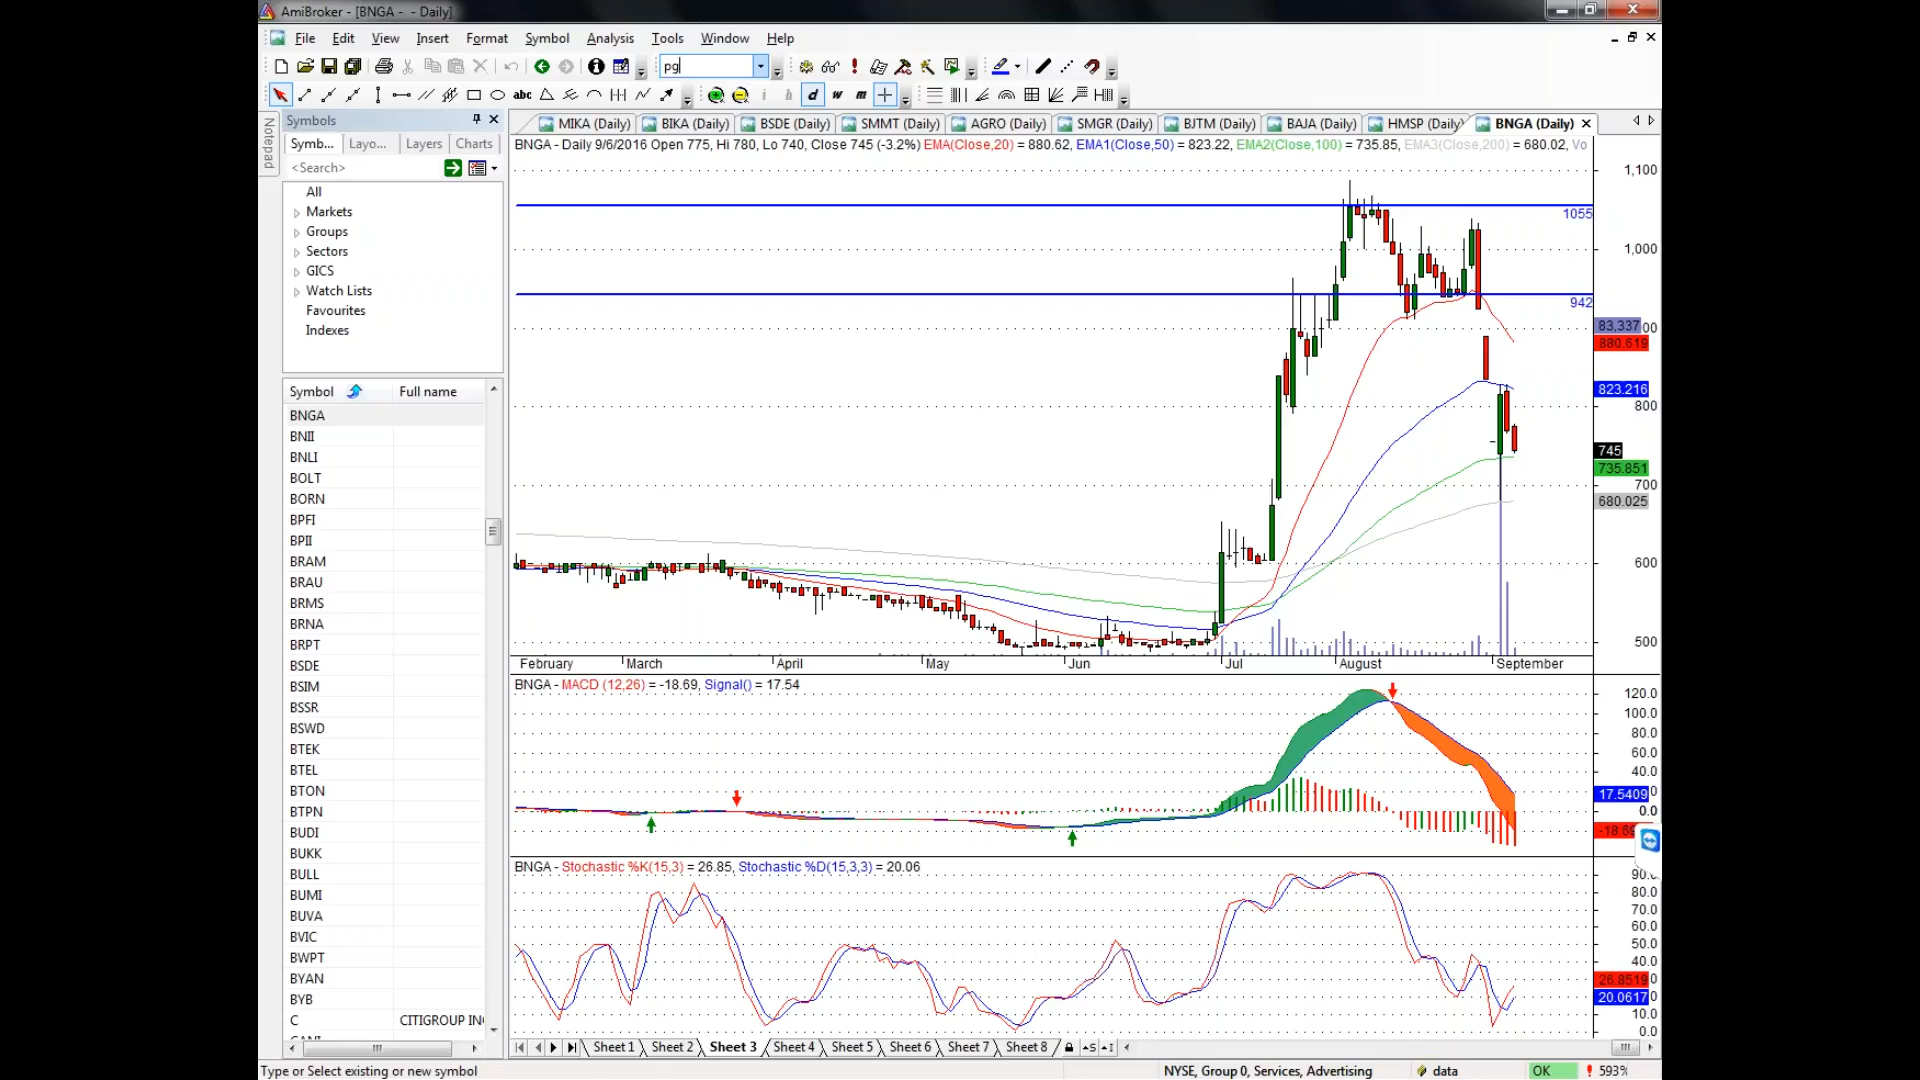 AmiBroker - [BNGA - - Daily]
File Edit View Insert Format Symbol Analysis Tools Window Help
pg
abc d w m
Notepad
Symbols
Symb... Layo... Layers Charts
<Search>
All
Markets
Groups
Sectors
GICS
Watch Lists
Favourites
Indexes
Symbol Full name
BNGA
BNII
BNLI
BOLT
BORN
BPFI
BPII
BRAM
BRAU
BRMS
BRNA
BRPT
BSDE
BSIM
BSSR
BSWD
BTEK
BTEL
BTON
BTPN
BUDI
BUKK
BULL
BUMI
BUVA
BVIC
BWPT
BYAN
BYB
C CITIGROUP IN
MIKA (Daily) BIKA (Daily) BSDE (Daily) SMMT (Daily) AGRO (Daily) SMGR (Daily) BJTM (Daily) BAJA (Daily) HMSP (Daily) BNGA (Daily)
BNGA - Daily 9/6/2016 Open 775, Hi 780, Lo 740, Close 745 (-3.2%) EMA(Close,20) = 880.62, EMA1(Close,50) = 823.22, EMA2(Close,100) = 735.85, EMA3(Close,200) = 680.02, Vo
1,100
1055
1,000
942
83,337
880.619
823.216
800
745
735.851
700
680.025
600
500
February March April May Jun Jul August September
BNGA - MACD (12,26) = -18.69, Signal() = 17.54
120.0
100.0
80.0
60.0
40.0
17.5409
0.0
-18.69
BNGA - Stochastic %K(15,3) = 26.85, Stochastic %D(15,3,3) = 20.06
80.0
70.0
60.0
50.0
40.0
26.8519
20.0617
10.0
0.0
Sheet 1 Sheet 2 Sheet 3 Sheet 4 Sheet 5 Sheet 6 Sheet 7 Sheet 8
Type or Select existing or new symbol NYSE, Group 0, Services, Advertising data OK 593%